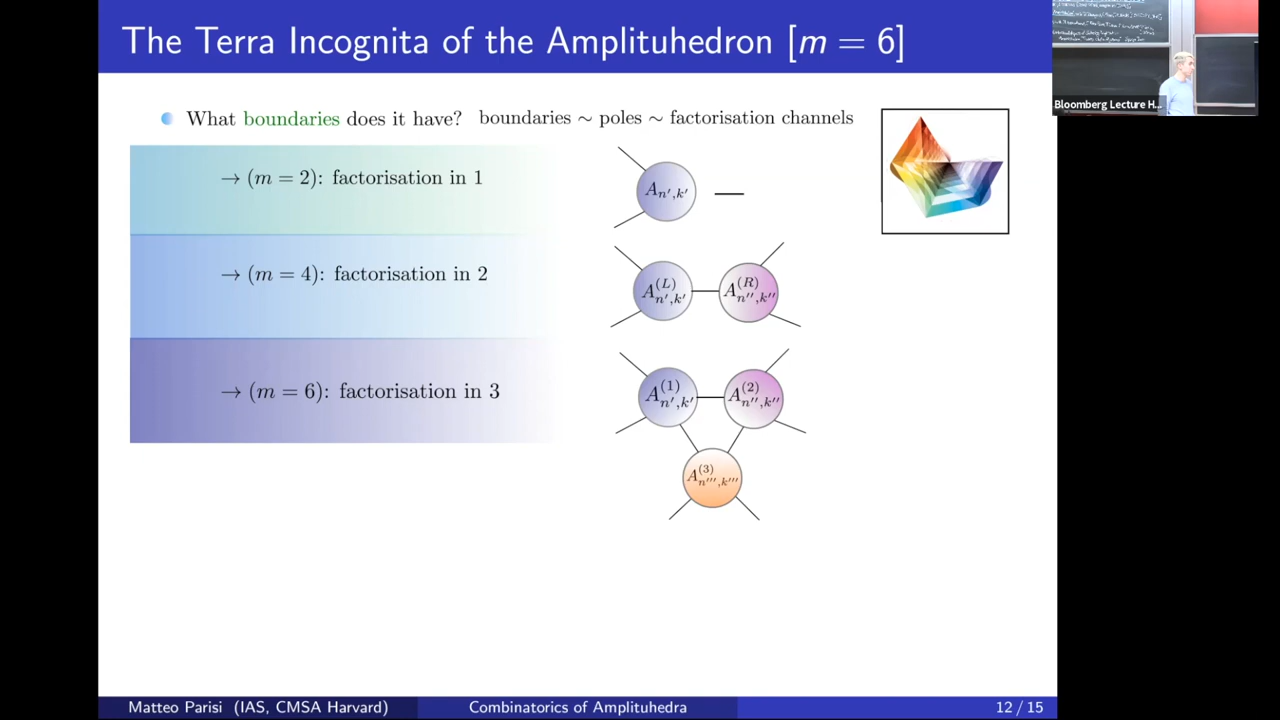 The Terra Incognita of the Amplituhedron [m = 6]
Bloomberg Lecture H...
What boundaries does it have? boundaries ∼ poles ∼ factorisation channels
→ (m = 2): factorisation in 1
A_{n',k'}
→ (m = 4): factorisation in 2
A^{(L)}_{n',k'} A^{(R)}_{n'',k''}
→ (m = 6): factorisation in 3
A^{(1)}_{n',k'} A^{(2)}_{n'',k''}
A^{(3)}_{n''',k'''}
Matteo Parisi (IAS, CMSA Harvard) Combinatorics of Amplituhedra 12 / 15